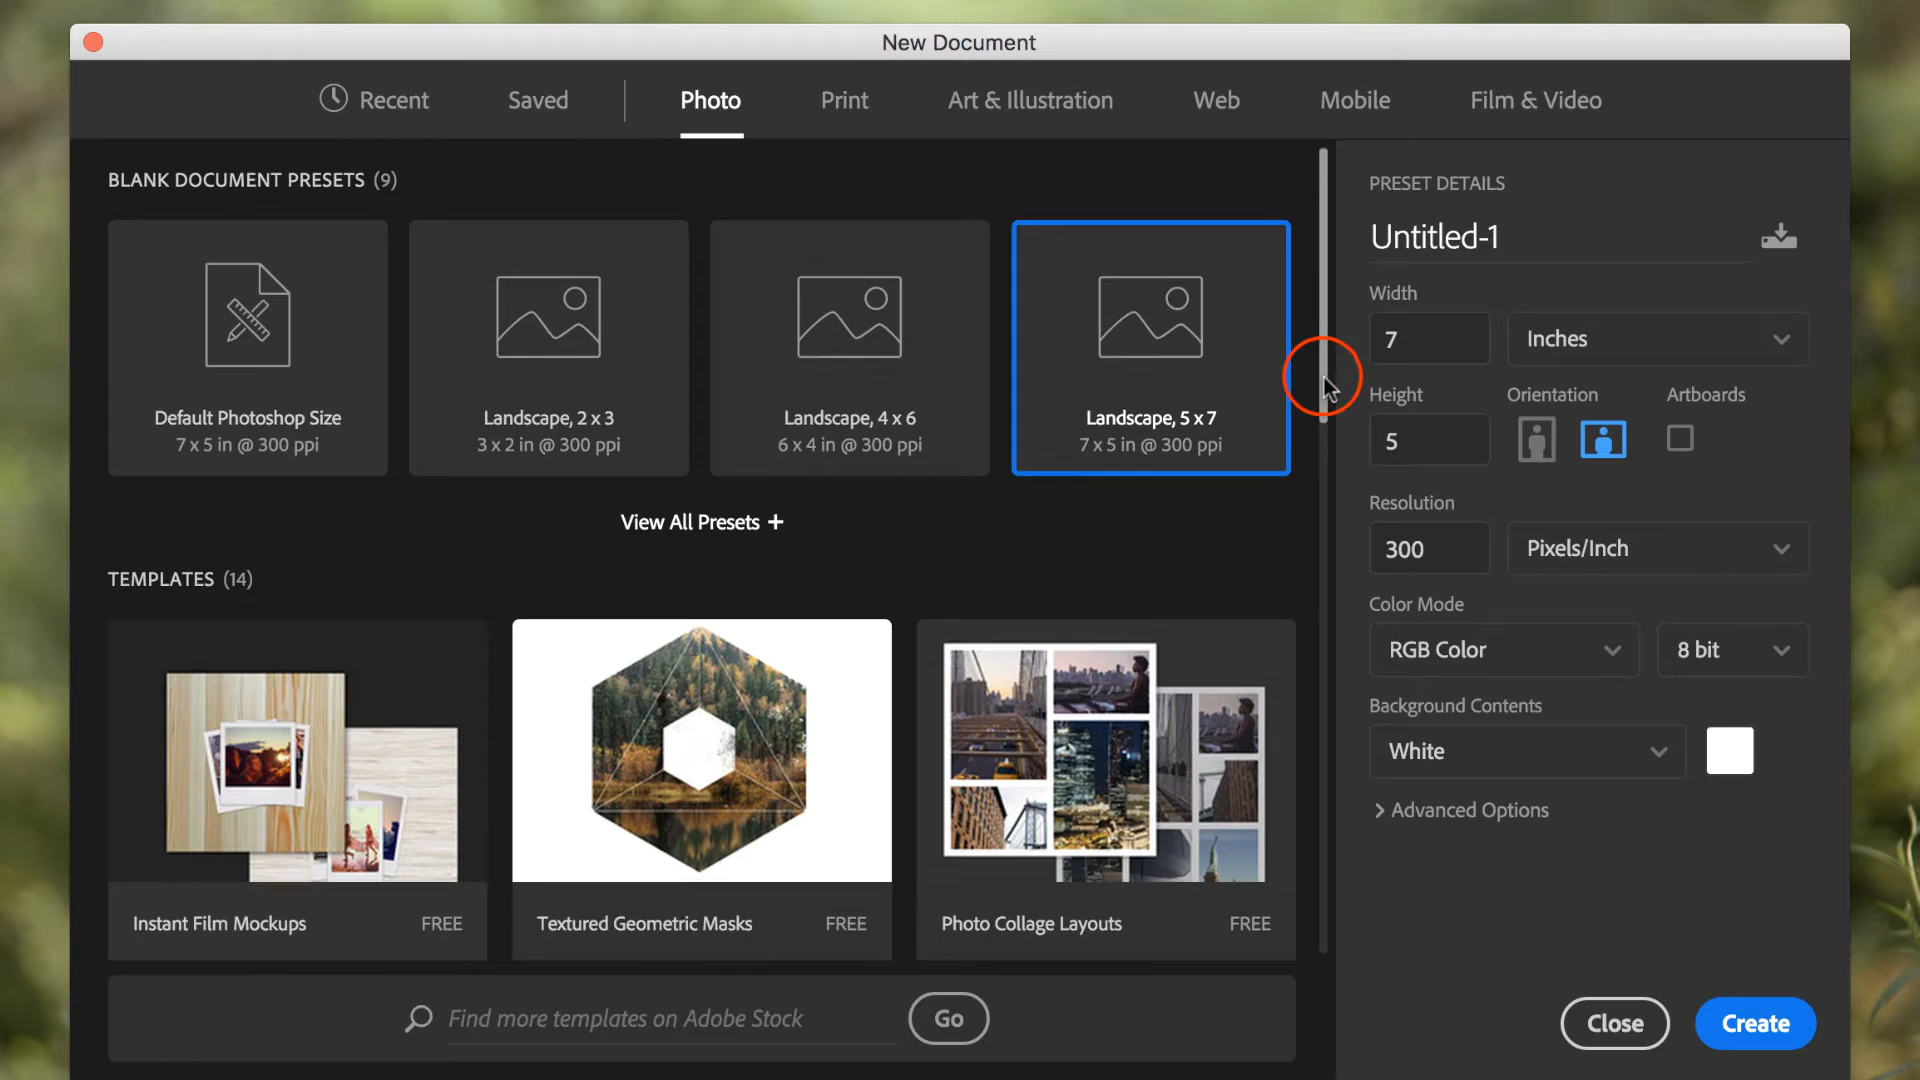 New Document
Recent
Saved
Photo
Print
Art & Illustration
Web
Mobile
Film & Video
BLANK DOCUMENT PRESETS (9)
Default Photoshop Size
7 x 5 in @ 300 ppi
Landscape, 2 x 3
3 x 2 in @ 300 ppi
Landscape, 4 x 6
6 x 4 in @ 300 ppi
Landscape, 5 x 7
7 x 5 in @ 300 ppi
View All Presets +
TEMPLATES (14)
Instant Film Mockups
FREE
Textured Geometric Masks
FREE
Photo Collage Layouts
FREE
Find more templates on Adobe Stock
Go
PRESET DETAILS
Untitled-1
Width
7
Inches
Height
Orientation
Artboards
5
Resolution
300
Pixels/Inch
Color Mode
RGB Color
8 bit
Background Contents
White
Advanced Options
Close
Create